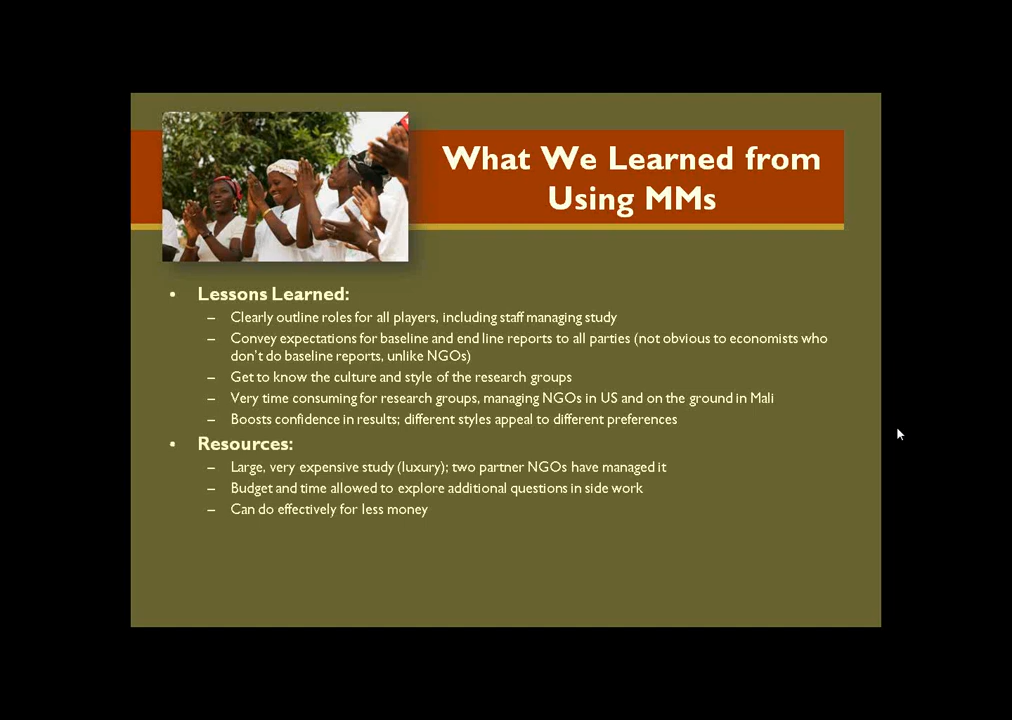 What We Learned from
Using MMs
• Lessons Learned:
– Clearly outline roles for all players, including staff managing study
– Convey expectations for baseline and end line reports to all parties (not obvious to economists who
don't do baseline reports, unlike NGOs)
– Get to know the culture and style of the research groups
– Very time consuming for research groups, managing NGOs in US and on the ground in Mali
– Boosts confidence in results; different styles appeal to different preferences
• Resources:
– Large, very expensive study (luxury); two partner NGOs have managed it
– Budget and time allowed to explore additional questions in side work
– Can do effectively for less money